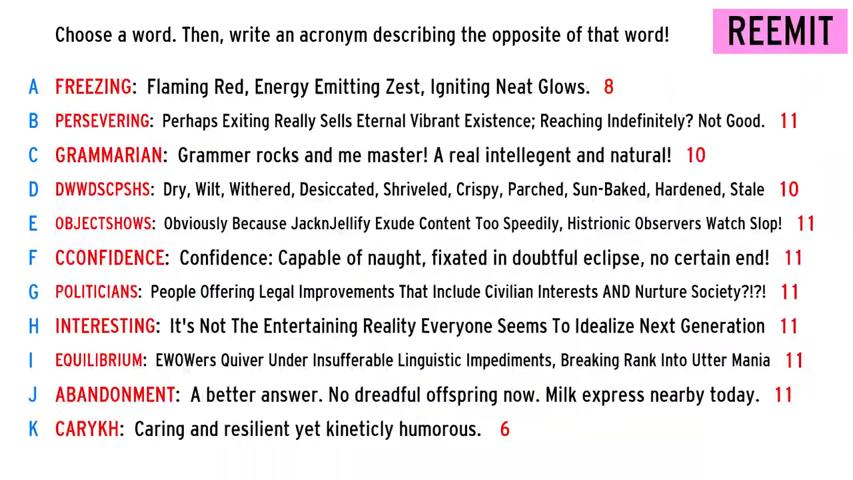 Choose a word. Then, write an acronym describing the opposite of that word!
REEMIT
A FREEZING: Flaming Red, Energy Emitting Zest, Igniting Neat Glows. 8
B PERSEVERING: Perhaps Exiting Really Sells Eternal Vibrant Existence; Reaching Indefinitely? Not Good. 11
C GRAMMARIAN: Grammer rocks and me master! A real intellegent and natural! 10
D DWWDSCPSHS: Dry, Wilt, Withered, Desiccated, Shriveled, Crispy, Parched, Sun-Baked, Hardened, Stale 10
E OBJECTSHOWS: Obviously Because JacknJellify Exude Content Too Speedily, Histrionic Observers Watch Slop! 11
F CCONFIDENCE: Confidence: Capable of naught, fixated in doubtful eclipse, no certain end! 11
G POLITICIANS: People Offering Legal Improvements That Include Civilian Interests AND Nurture Society?!?! 11
H INTERESTING: It's Not The Entertaining Reality Everyone Seems To Idealize Next Generation 11
I EQUILIBRIUM: EWOWers Quiver Under Insufferable Linguistic Impediments, Breaking Rank Into Utter Mania 11
J ABANDONMENT: A better answer. No dreadful offspring now. Milk express nearby today. 11
K CARYKH: Caring and resilient yet kineticly humorous. 6